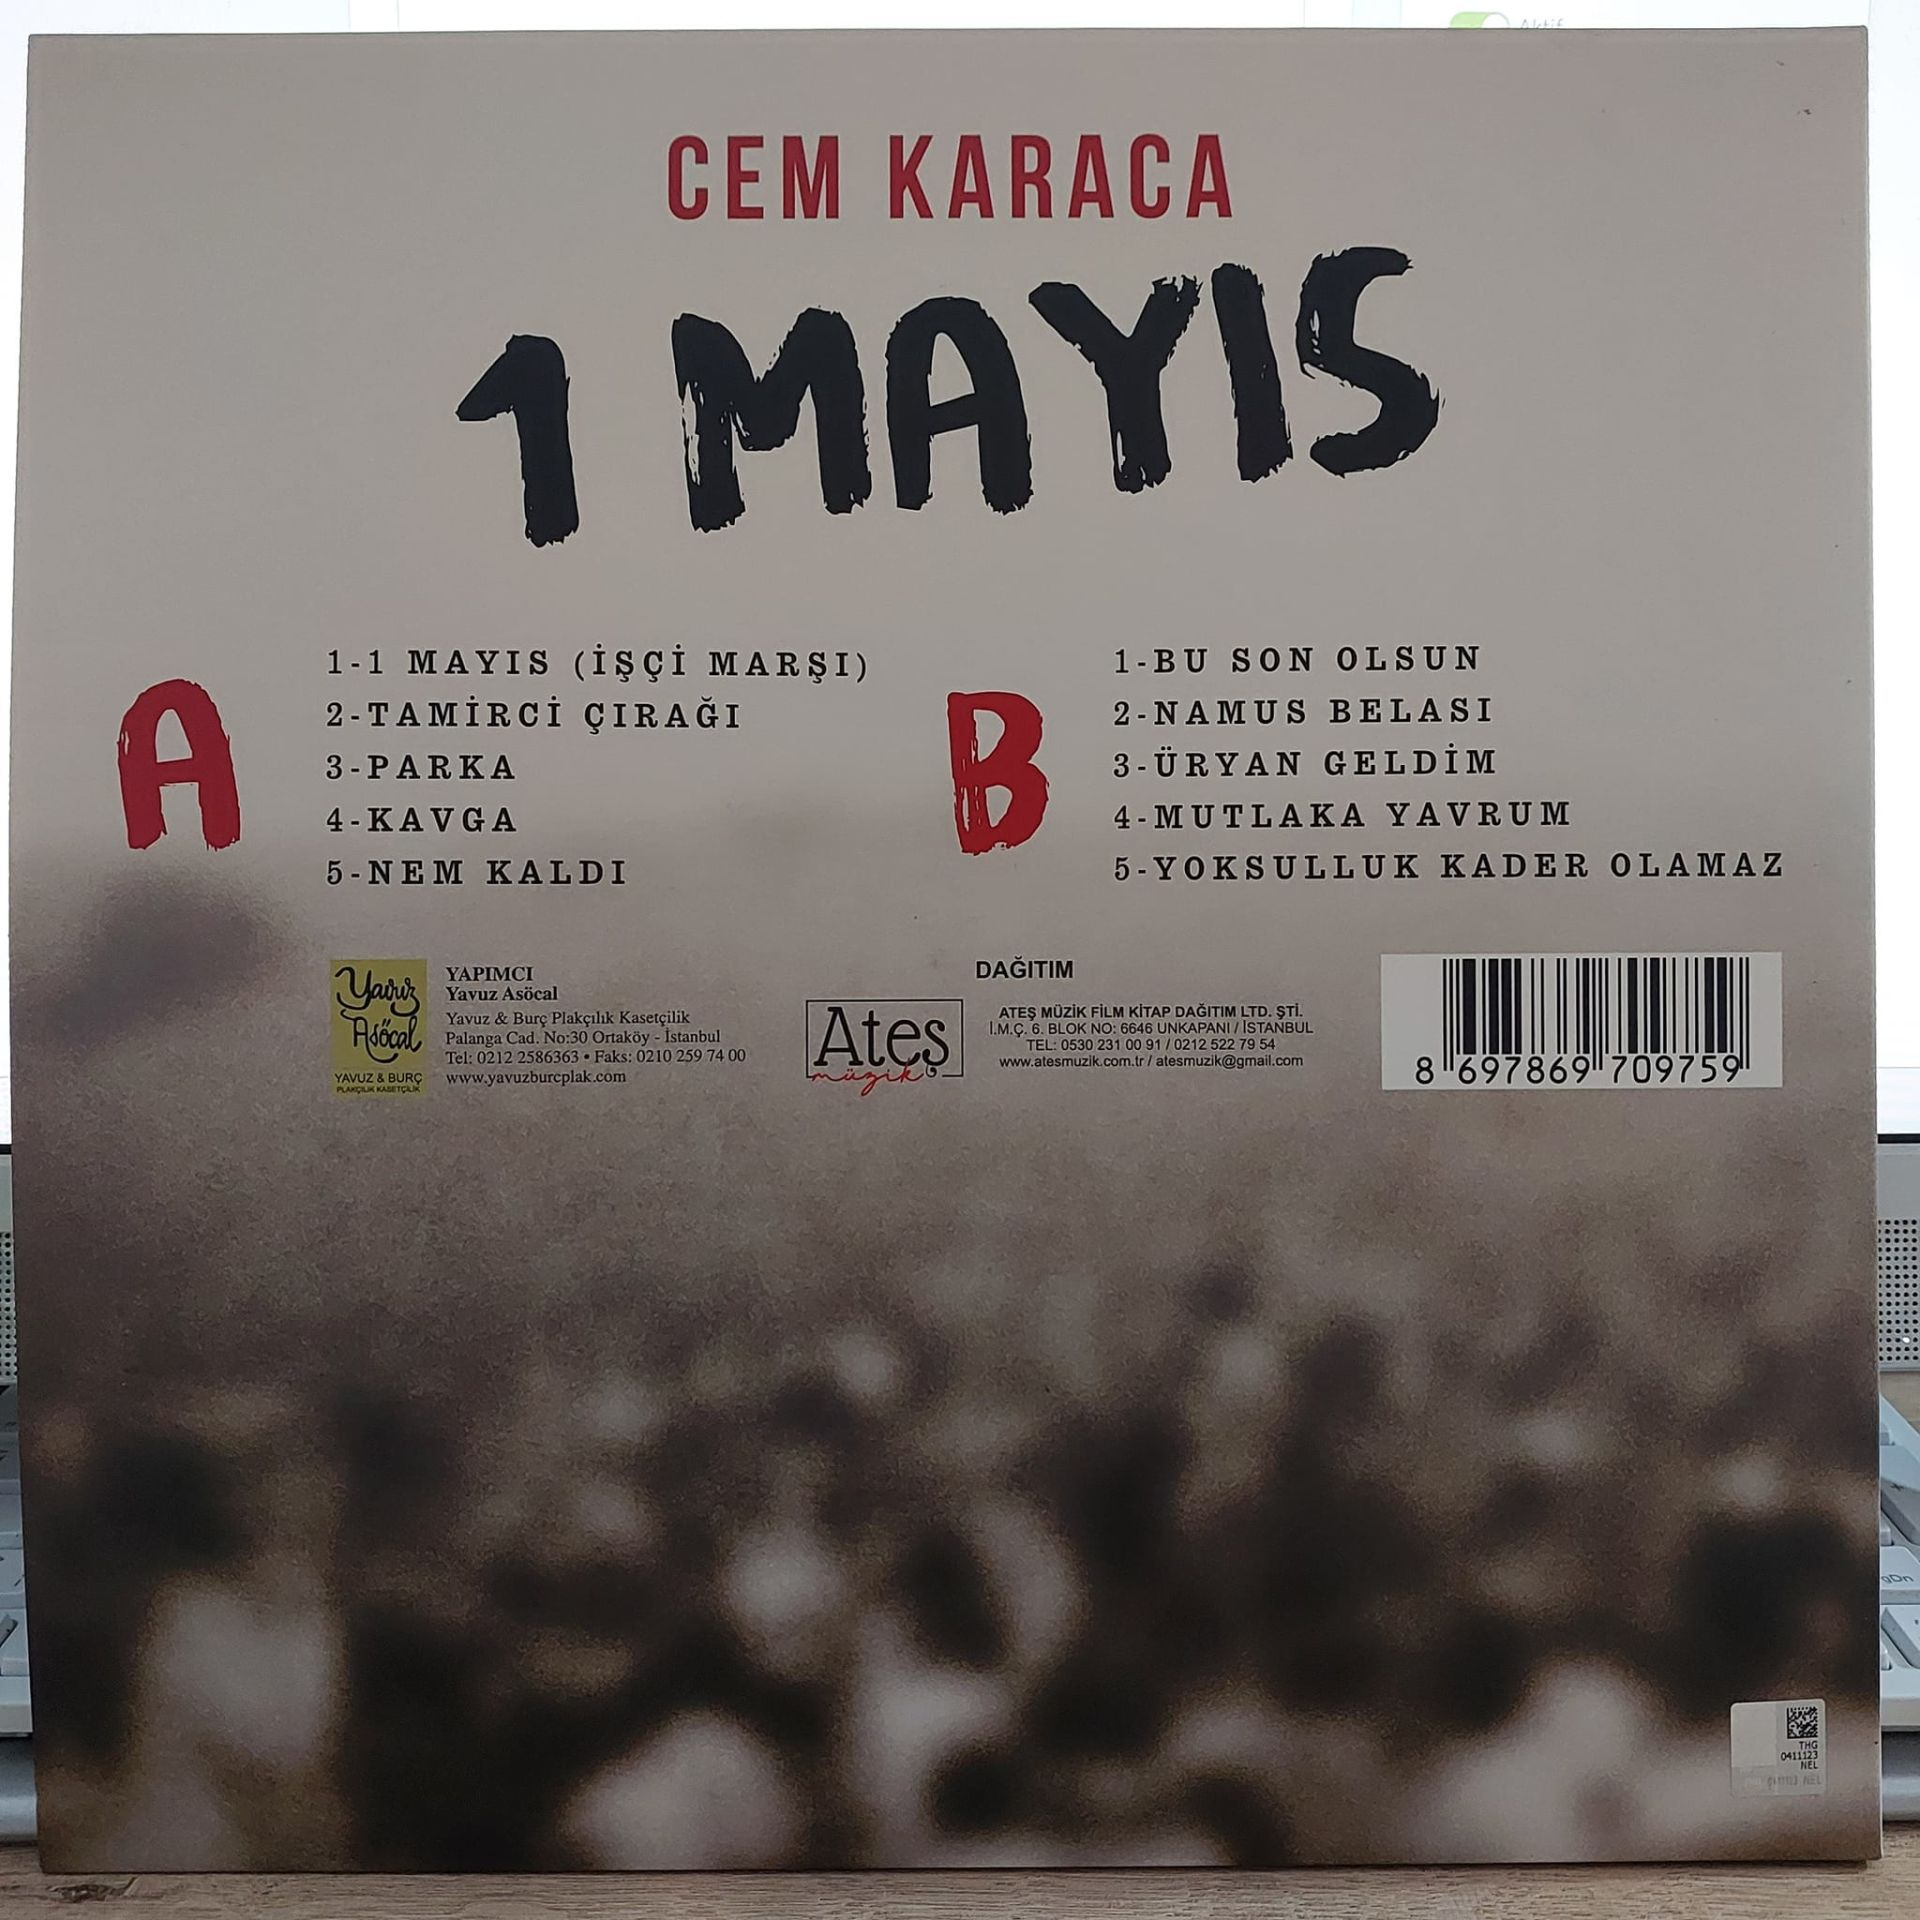 Aktif
CEM KARACA
1 MAYIS
A
1-1 MAYIS (İŞÇİ MARŞI)
2-TAMİRCİ ÇIRAĞI
3-PARKA
4-KAVGA
5-NEM KALDI
B
1-BU SON OLSUN
2-NAMUS BELASI
3-ÜRYAN GELDİM
4-MUTLAKA YAVRUM
5-YOKSULLUK KADER OLAMAZ
Yavuz
Asöcal
YAVUZ & BURÇ
PLAKÇILIK KASETÇİLİK
YAPIMCI
Yavuz Asöcal
Yavuz & Burç Plakçılık Kasetçilik
Palanga Cad. No:30 Ortaköy - İstanbul
Tel: 0212 2586363 • Faks: 0210 259 74 00
www.yavuzburcplak.com
Ateş
müzik
DAĞITIM
ATEŞ MÜZİK FİLM KİTAP DAĞITIM LTD. ŞTİ.
İ.M.Ç. 6. BLOK NO: 6646 UNKAPANI / İSTANBUL
TEL: 0530 231 00 91 / 0212 522 79 54
www.atesmuzik.com.tr / atesmuzik@gmail.com
8 697869 709759
THG
0411123
NEL